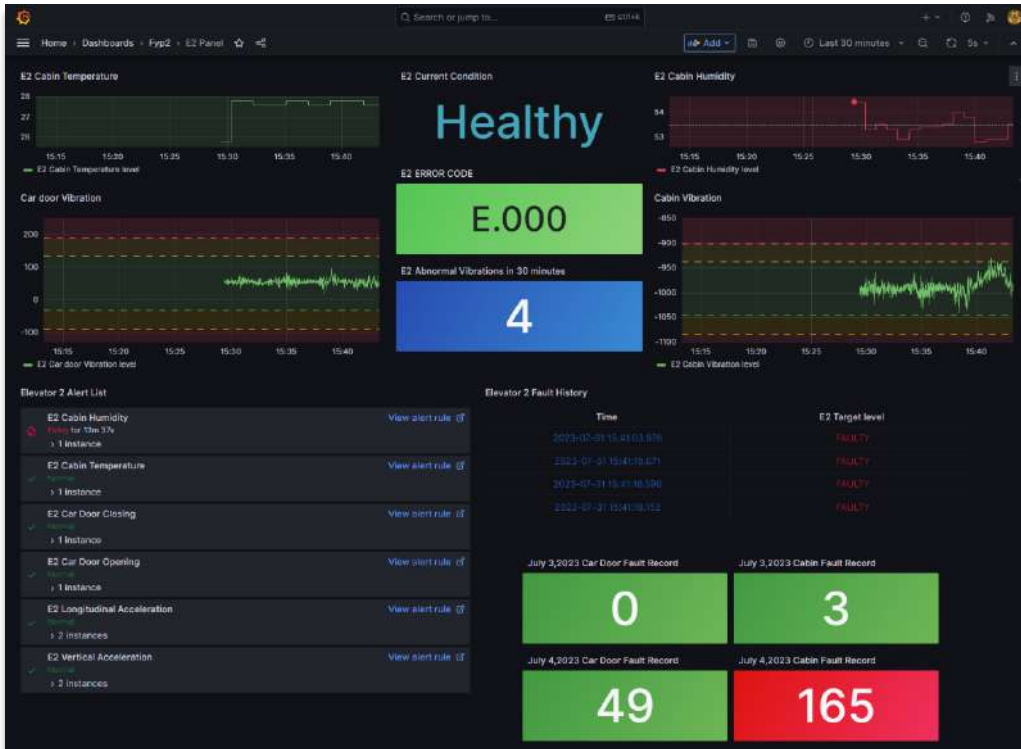 Search or jump to...
ctrl+k
Home › Dashboards › Fyp2 › E2 Panel
Add
Last 30 minutes
5s
E2 Cabin Temperature
28
27
26
15:15 15:20 15:25 15:30 15:35 15:40
E2 Cabin Temperature level
E2 Current Condition
Healthy
E2 Cabin Humidity
54
53
15:15 15:20 15:25 15:30 15:35 15:40
E2 Cabin Humidity level
E2 ERROR CODE
E.000
Car door Vibration
200
100
0
-100
15:15 15:20 15:25 15:30 15:35 15:40
E2 Car door Vibration level
E2 Abnormal Vibrations in 30 minutes
4
Cabin Vibration
-850
-900
-950
-1000
-1050
-1100
15:15 15:20 15:25 15:30 15:35 15:40
E2 Cabin Vibration level
Elevator 2 Alert List
E2 Cabin Humidity
View alert rule
Firing for 13m 37s
› 1 instance
E2 Cabin Temperature
View alert rule
Normal
› 1 instance
E2 Car Door Closing
View alert rule
Normal
› 1 instance
E2 Car Door Opening
View alert rule
Normal
› 1 instance
E2 Longitudinal Acceleration
View alert rule
Normal
› 2 instances
E2 Vertical Acceleration
View alert rule
Normal
› 2 instances
Elevator 2 Fault History
Time E2 Target level
FAULTY
FAULTY
FAULTY
FAULTY
July 3,2023 Car Door Fault Record
0
July 3,2023 Cabin Fault Record
3
July 4,2023 Car Door Fault Record
49
July 4,2023 Cabin Fault Record
165